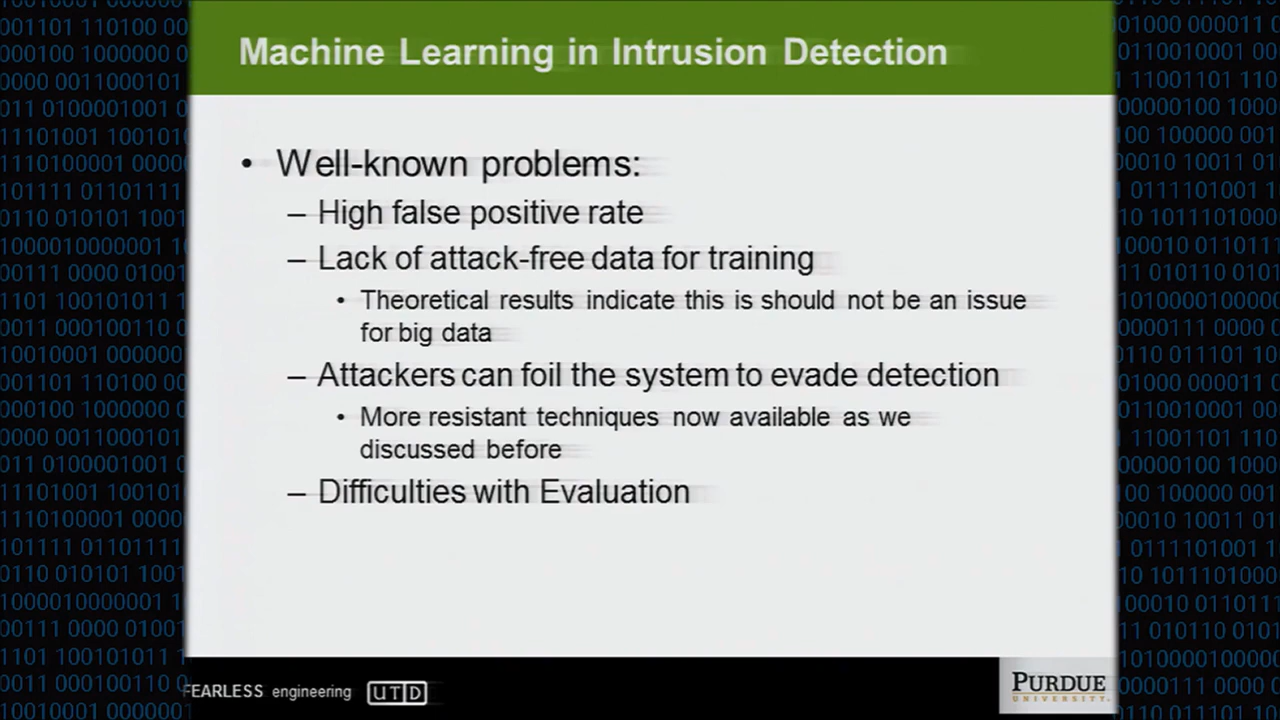 Machine Learning in Intrusion Detection
• Well-known problems:
– High false positive rate
– Lack of attack-free data for training
• Theoretical results indicate this is should not be an issue
for big data
– Attackers can foil the system to evade detection
• More resistant techniques now available as we
discussed before
– Difficulties with Evaluation
FEARLESS engineering UTD
PURDUE
UNIVERSITY